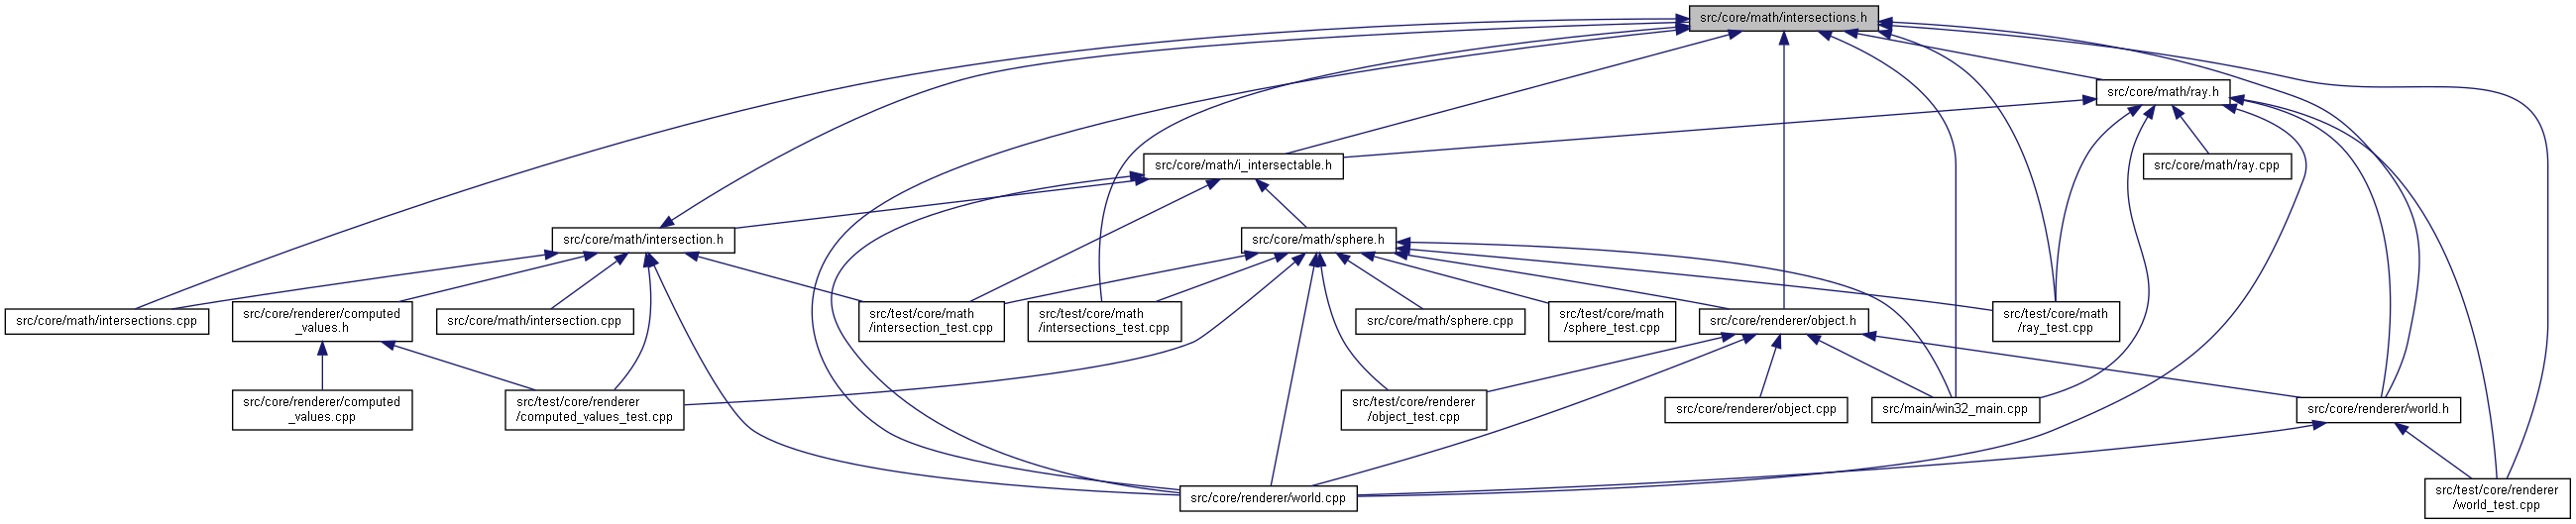 src/core/math/intersections.h
src/core/math/ray.h
src/core/math/i_intersectable.h
src/core/math/ray.cpp
src/core/math/intersection.h
src/core/math/sphere.h
src/core/math/intersections.cpp
src/core/renderer/computed
_values.h
src/core/math/intersection.cpp
src/test/core/math
/intersection_test.cpp
src/test/core/math
/intersections_test.cpp
src/core/math/sphere.cpp
src/test/core/math
/sphere_test.cpp
src/core/renderer/object.h
src/test/core/math
/ray_test.cpp
src/core/renderer/computed
_values.cpp
src/test/core/renderer
/computed_values_test.cpp
src/test/core/renderer
/object_test.cpp
src/core/renderer/object.cpp
src/main/win32_main.cpp
src/core/renderer/world.h
src/core/renderer/world.cpp
src/test/core/renderer
/world_test.cpp